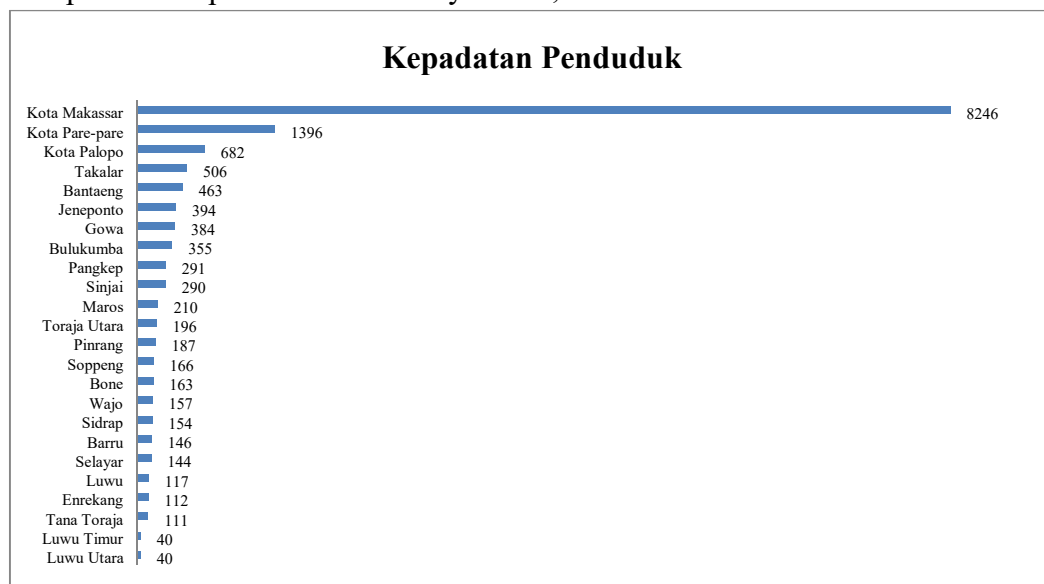 Kepadatan Penduduk
Kota Makassar 8246
Kota Pare-pare 1396
Kota Palopo 682
Takalar 506
Bantaeng 463
Jeneponto 394
Gowa 384
Bulukumba 355
Pangkep 291
Sinjai 290
Maros 210
Toraja Utara 196
Pinrang 187
Soppeng 166
Bone 163
Wajo 157
Sidrap 154
Barru 146
Selayar 144
Luwu 117
Enrekang 112
Tana Toraja 111
Luwu Timur 40
Luwu Utara 40